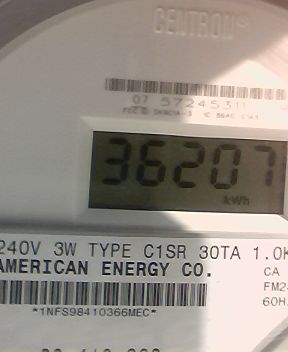 CENTRON®
07 57245311
36207
kWh
240V 3W TYPE C1SR 30TA 1.0K
AMERICAN ENERGY CO.
CA
FM2
60H
*1NFS98410366MEC*